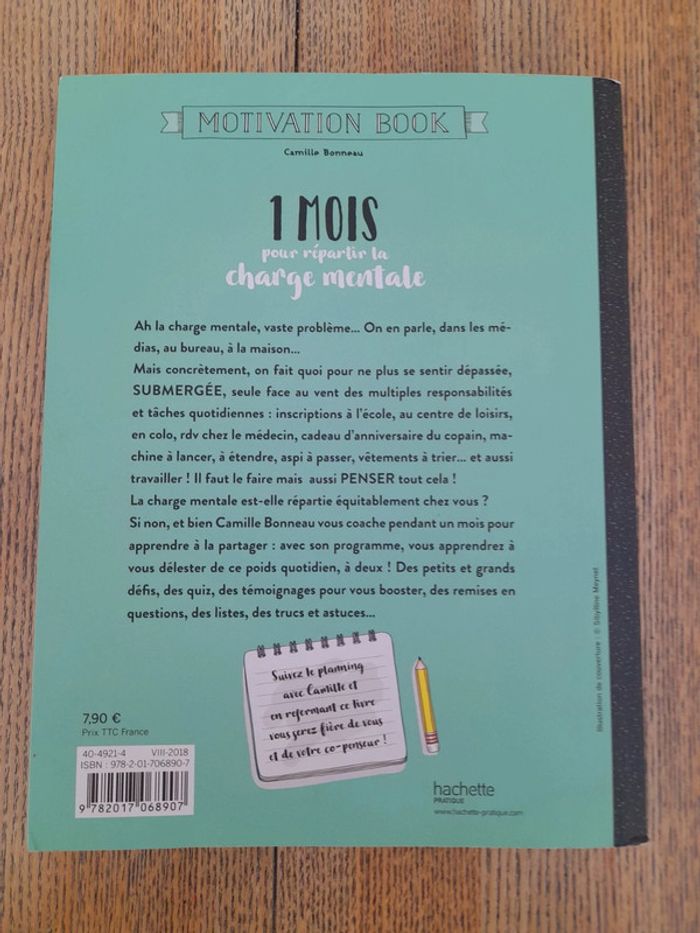 MOTIVATION BOOK
Camille Bonneau
1 MOIS
pour répartir la
charge mentale
Ah la charge mentale, vaste problème... On en parle, dans les mé-
dias, au bureau, à la maison...
Mais concrètement, on fait quoi pour ne plus se sentir dépassée,
SUBMERGÉE, seule face au vent des multiples responsabilités
et tâches quotidiennes : inscriptions à l'école, au centre de loisirs,
en colo, rdv chez le médecin, cadeau d'anniversaire du copain, ma-
chine à lancer, à étendre, aspi à passer, vêtements à trier... et aussi
travailler ! Il faut le faire mais aussi PENSER tout cela !
La charge mentale est-elle répartie équitablement chez vous ?
Si non, et bien Camille Bonneau vous coache pendant un mois pour
apprendre à la partager : avec son programme, vous apprendrez à
vous délester de ce poids quotidien, à deux ! Des petits et grands
défis, des quiz, des témoignages pour vous booster, des remises en
questions, des listes, des trucs et astuces...
Suivez le planning
avec Camille et
en refermant ce livre
vous serez fière de vous
et de votre co-penseur !
7,90 €
Prix TTC France
40-4921-4 VIII-2018
ISBN : 978-2-01-706890-7
9 782017 068907
hachette
PRATIQUE
www.hachette-pratique.com
Illustration de couverture : © Sibylline Meynet